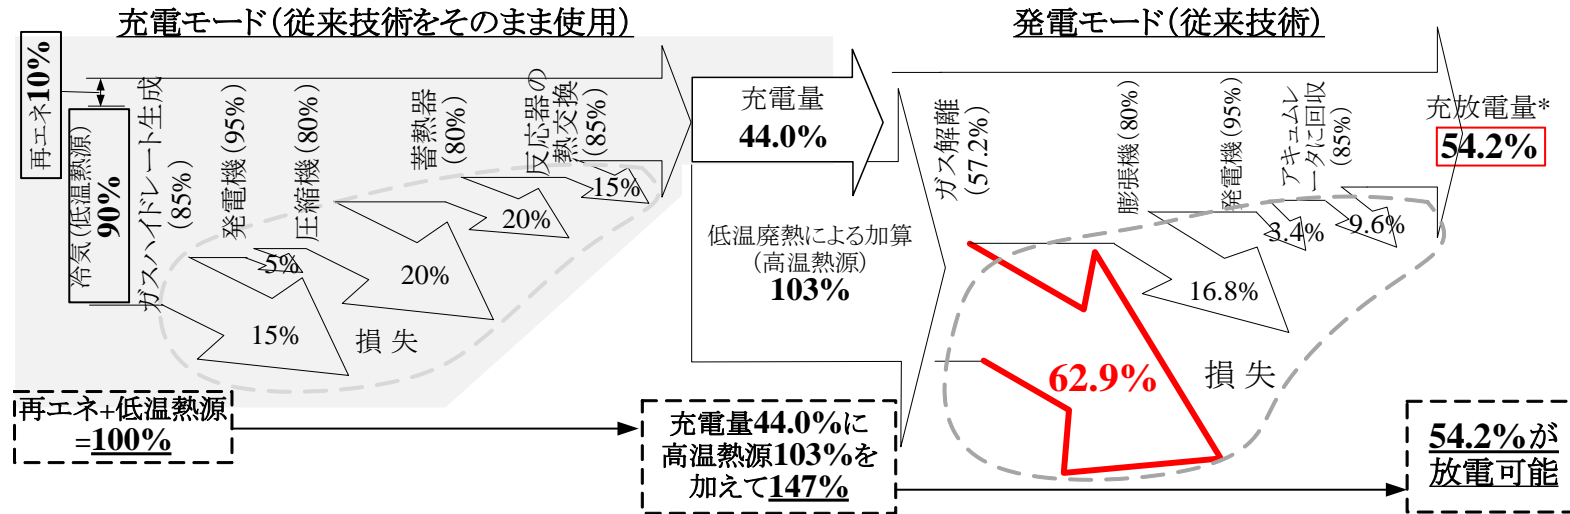 充電モード(従来技術をそのまま使用)
再エネ10%
冷気(低温熱源)
90%
ガスハイドレート生成
(85%)
発電機(95%)
圧縮機(80%)
蓄熱器
(80%)
反応器の
熱交換
(85%)
15%
5%
20%
20%
15%
損 失
再エネ+低温熱源
=100%
充電量
44.0%
低温廃熱による加算
(高温熱源)
103%
充電量44.0%に
高温熱源103%を
加えて147%
発電モード(従来技術)
ガス解離
(57.2%)
膨張機(80%)
発電機(95%)
アキュムレ
ータに回収
(85%)
62.9%
16.8%
3.4%
9.6%
損 失
充放電量*
54.2%
54.2%が
放電可能